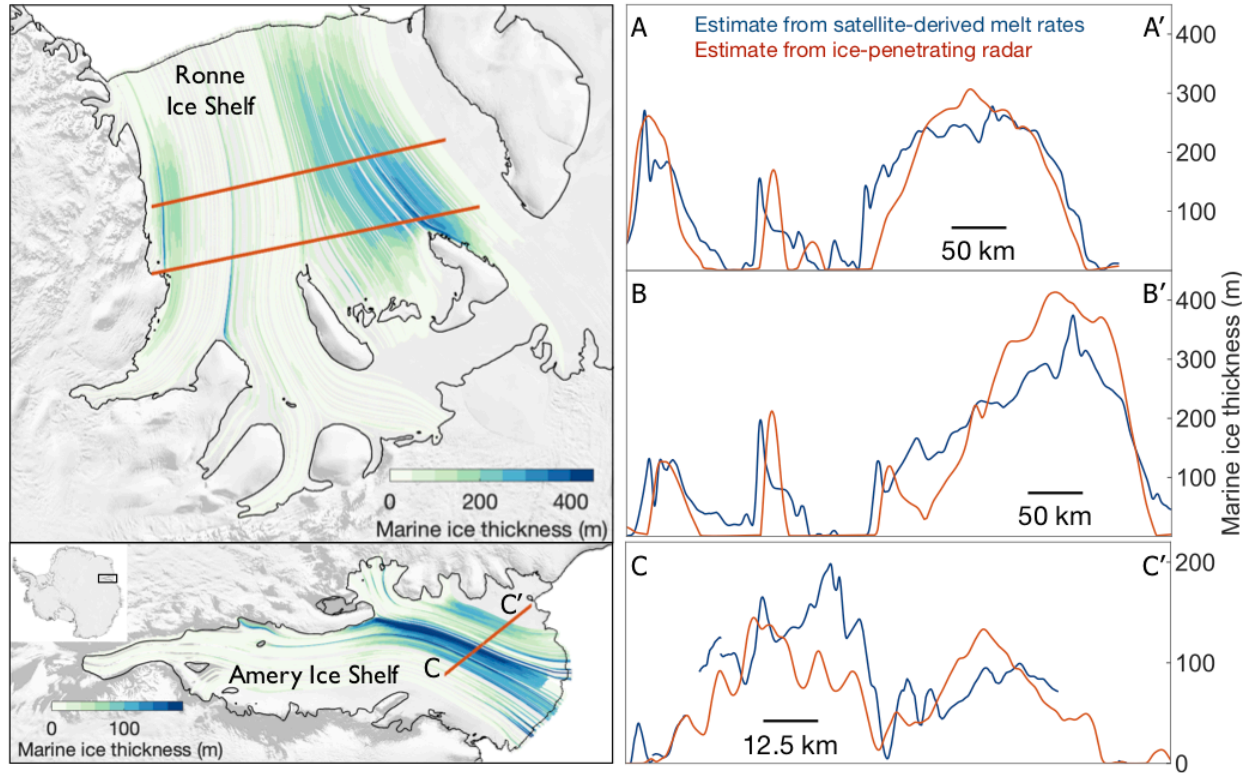 Ronne
Ice Shelf
0 200 400
Marine ice thickness (m)
Amery Ice Shelf
C
C′
100
Marine ice thickness (m)
A
Estimate from satellite-derived melt rates
Estimate from ice-penetrating radar
A′
400
300
200
100
50 km
B
B′
400
300
200
100
50 km
Marine ice thickness (m)
C
C′
200
100
0
12.5 km